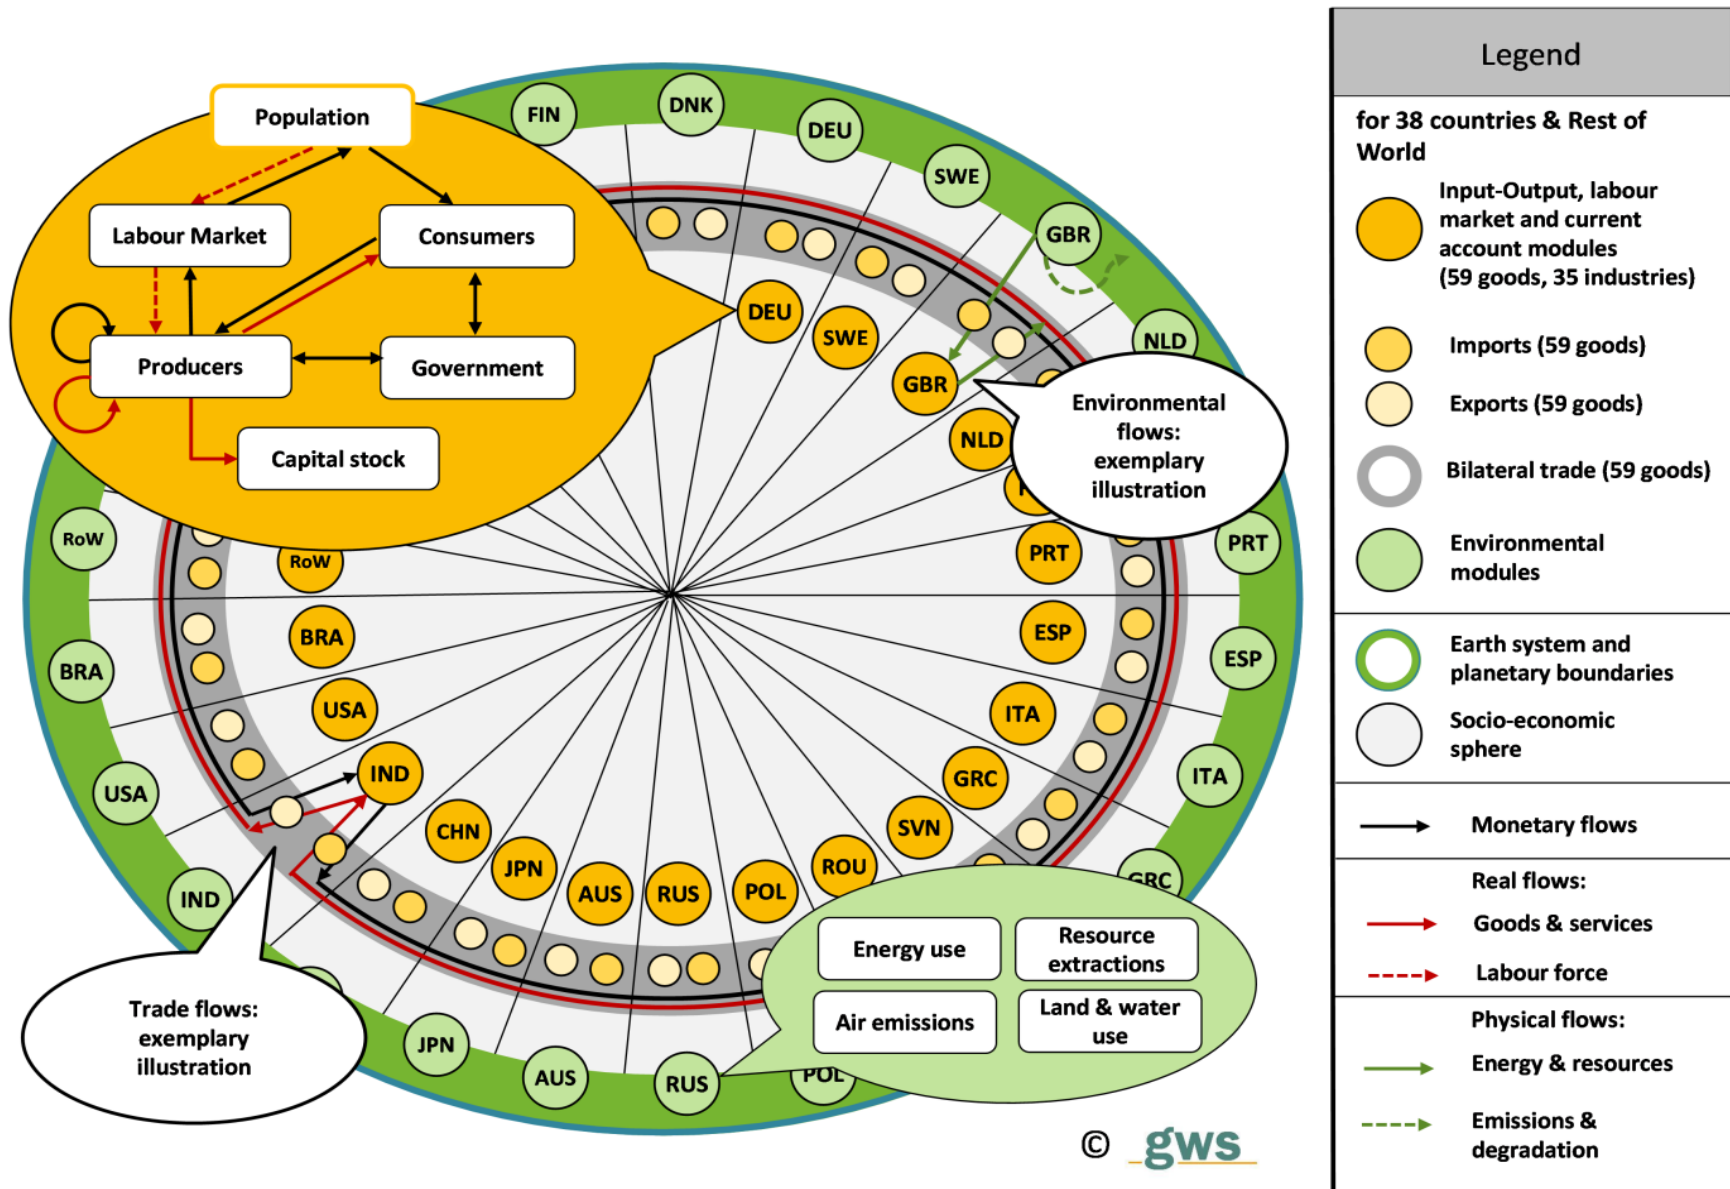 Population
Labour Market
Consumers
Producers
Government
Capital stock
FIN
DNK
DEU
SWE
GBR
NLD
PRT
ESP
ITA
GRC
POL
RUS
AUS
JPN
IND
USA
BRA
RoW
DEU
SWE
GBR
NLD
PRT
ESP
ITA
GRC
SVN
ROU
POL
RUS
AUS
JPN
CHN
IND
USA
BRA
RoW
Environmental
flows:
exemplary
illustration
Trade flows:
exemplary
illustration
Energy use
Resource
extractions
Air emissions
Land & water
use
© gws
Legend
for 38 countries & Rest of
World
Input-Output, labour
market and current
account modules
(59 goods, 35 industries)
Imports (59 goods)
Exports (59 goods)
Bilateral trade (59 goods)
Environmental
modules
Earth system and
planetary boundaries
Socio-economic
sphere
Monetary flows
Real flows:
Goods & services
Labour force
Physical flows:
Energy & resources
Emissions &
degradation